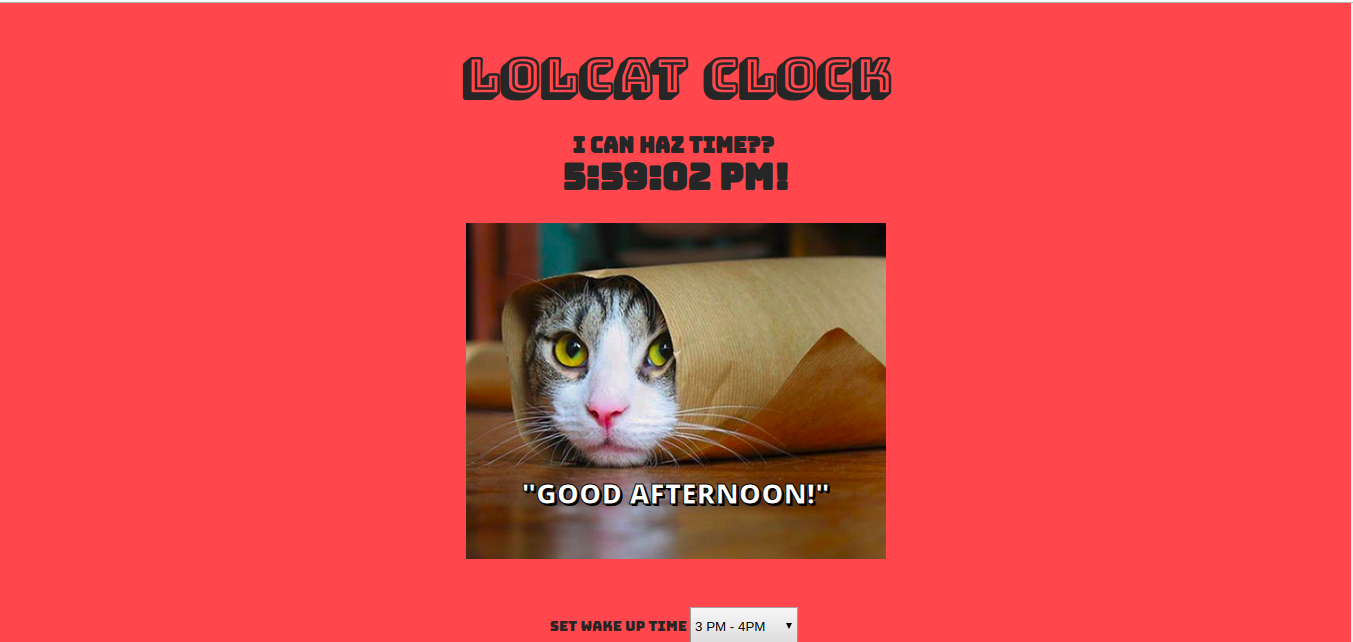 LOLCAT CLOCK
I CAN HAZ TIME??
5:59:02 PM!
"GOOD AFTERNOON!"
SET WAKE UP TIME 3 PM - 4PM